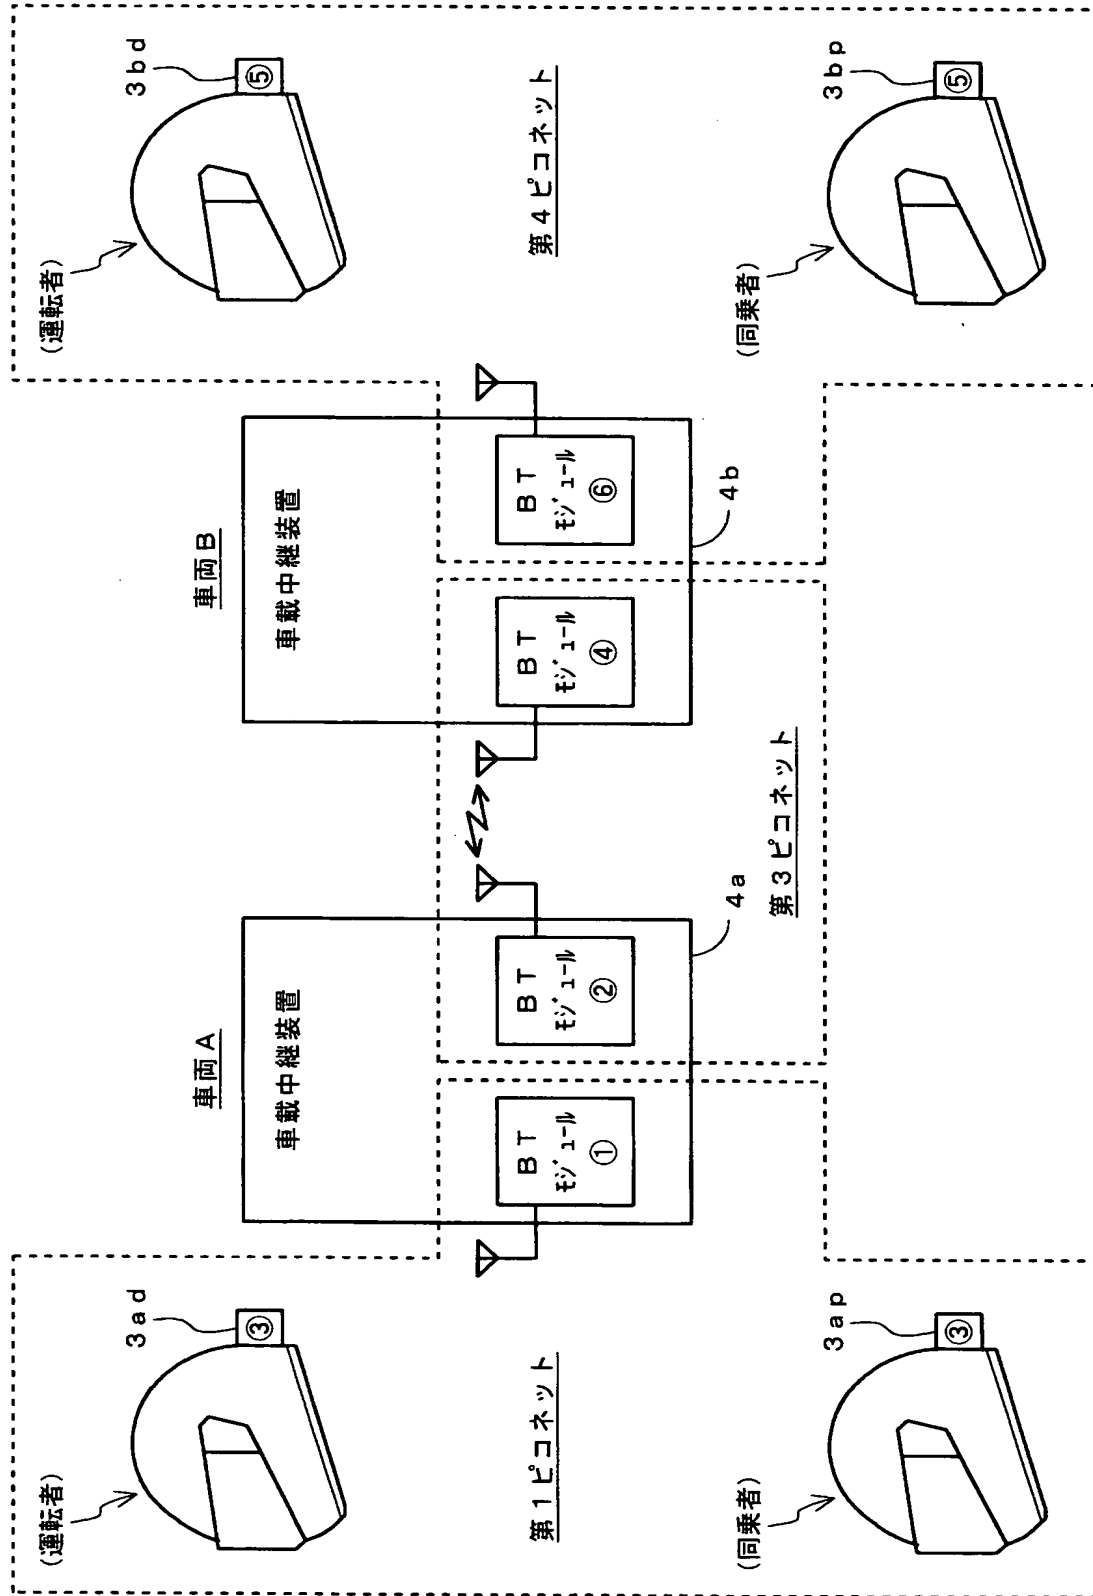 車両A
車両B
車載中継装置
車載中継装置
(運転者)
3ad
③
BT
モジュール
①
BT
モジュール
②
BT
モジュール
④
BT
モジュール
⑥
(運転者)
3bd
⑤
第1ピコネット
4a
第3ピコネット
4b
第4ピコネット
(同乗者)
3ap
③
(同乗者)
3bp
⑤